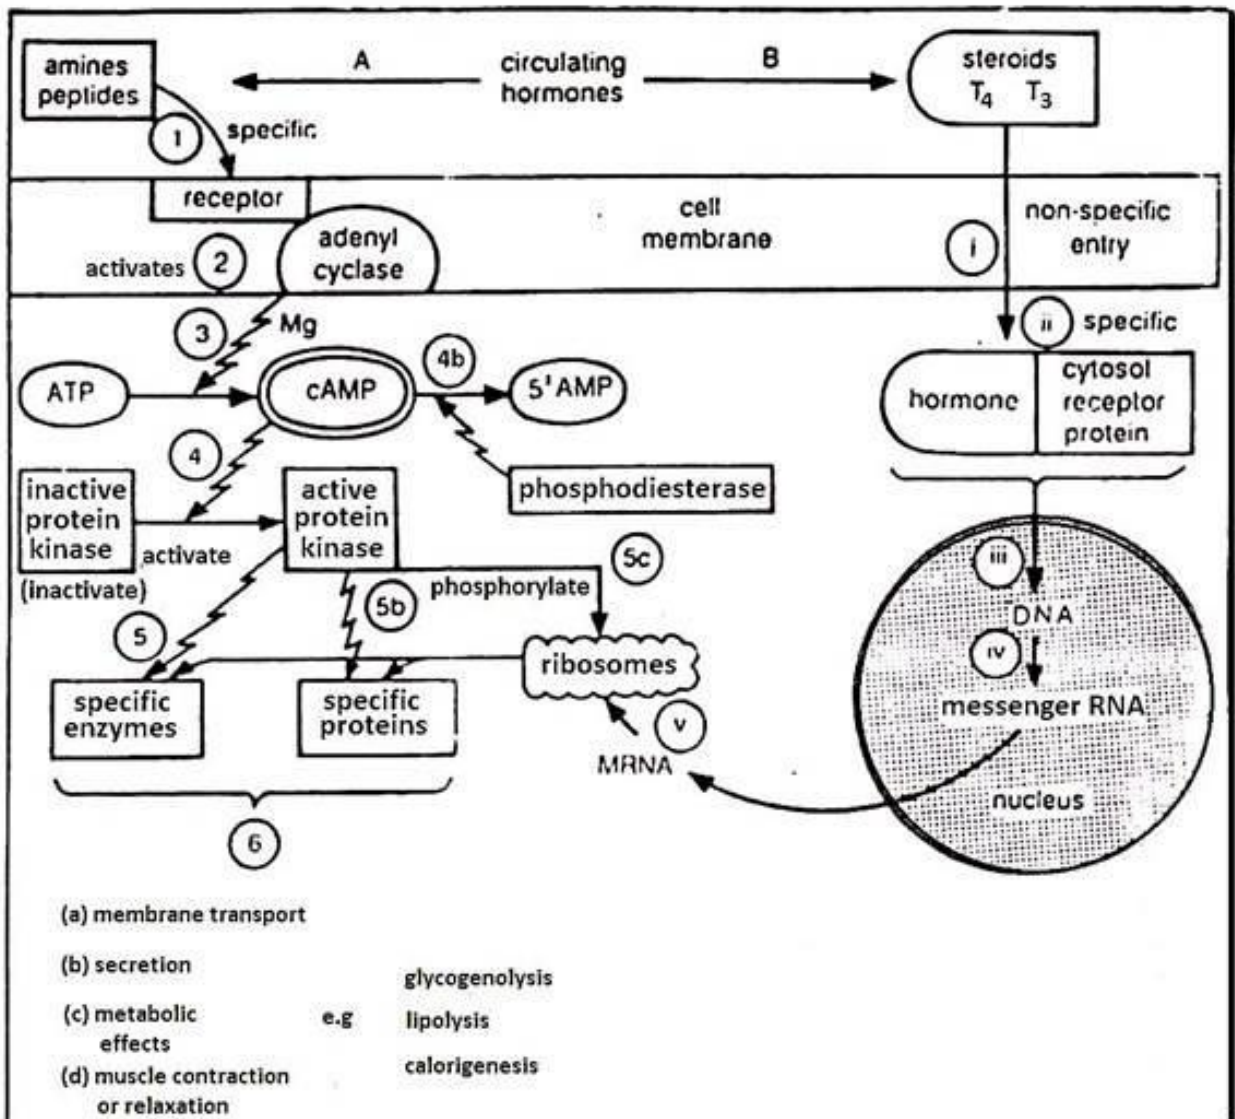 amines
peptides
A
circulating
hormones
B
steroids
T4 T3
1
specific
receptor
adenyl
cyclase
activates
2
cell
membrane
i
non-specific
entry
3
Mg
ii
specific
ATP
cAMP
4b
5'AMP
hormone
cytosol
receptor
protein
4
inactive
protein
kinase
(inactivate)
activate
active
protein
kinase
phosphodiesterase
phosphorylate
5c
iii
DNA
5
5b
iv
ribosomes
messenger RNA
specific
enzymes
specific
proteins
v
MRNA
nucleus
6
(a) membrane transport
(b) secretion
(c) metabolic
effects
e.g
glycogenolysis
lipolysis
calorigenesis
(d) muscle contraction
or relaxation